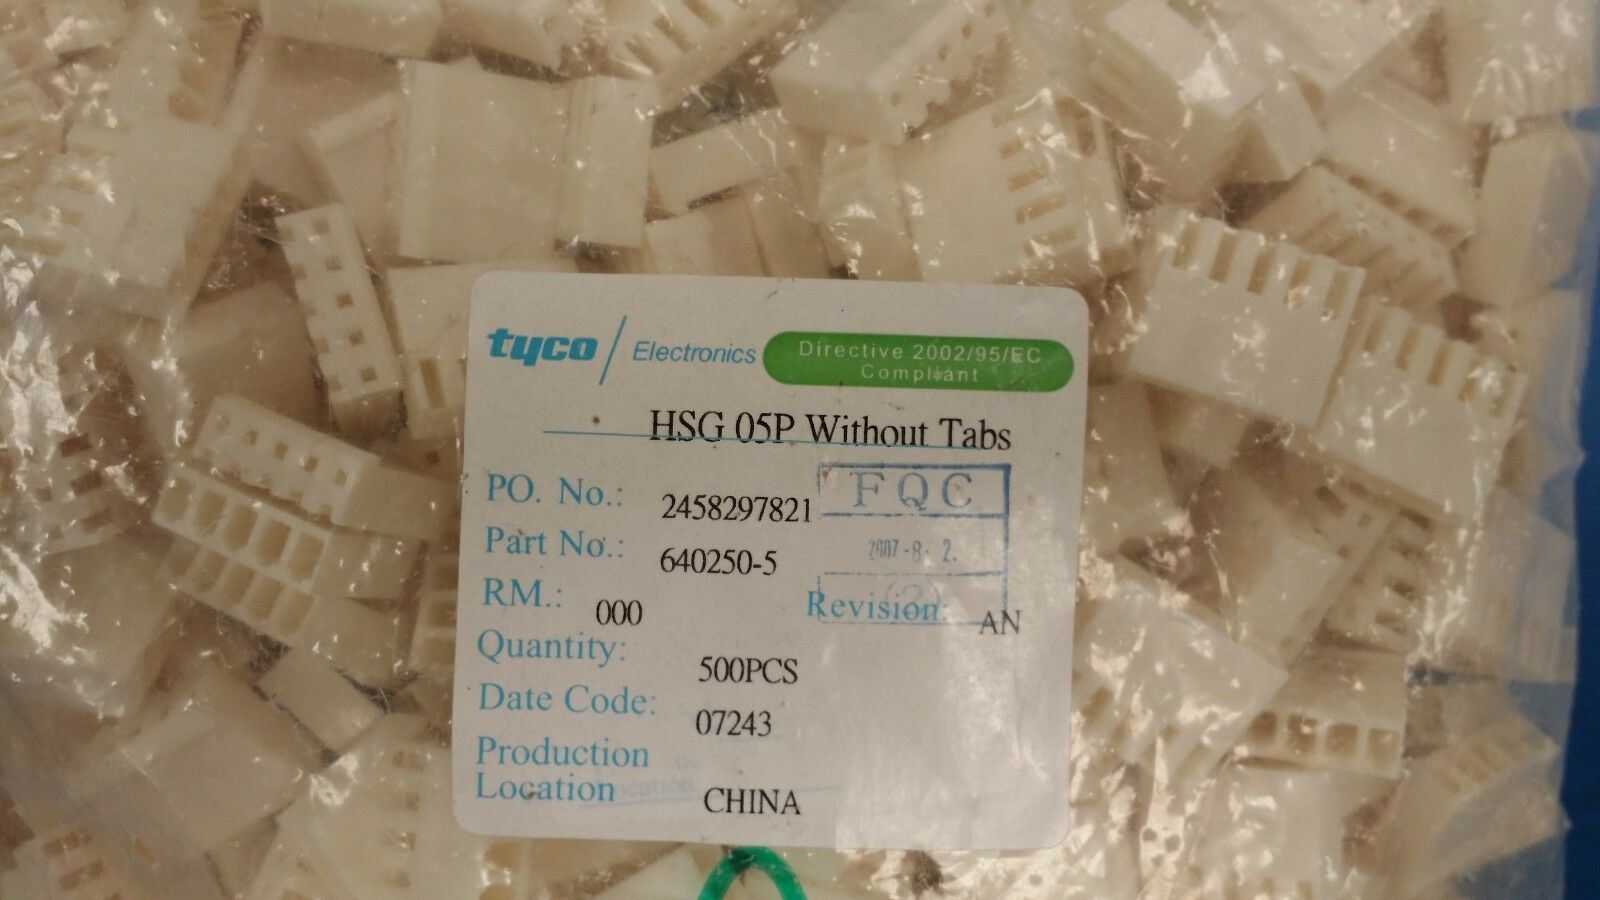 tyco / Electronics
Directive 2002/95/EC
Compliant
HSG 05P Without Tabs
PO. No.: 2458297821
FQC
Part No.: 640250-5
2007-8-2.
RM.: 000
Revision: AN
Quantity: 500PCS
Date Code: 07243
Production
Location CHINA